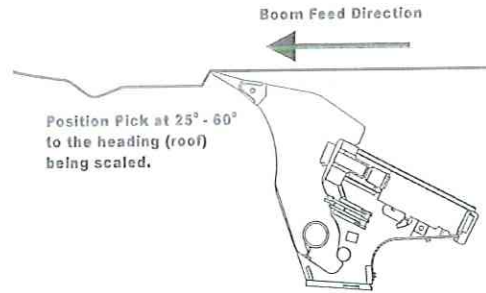 Boom Feed Direction
Position Pick at 25° - 60°
to the heading (roof)
being scaled.